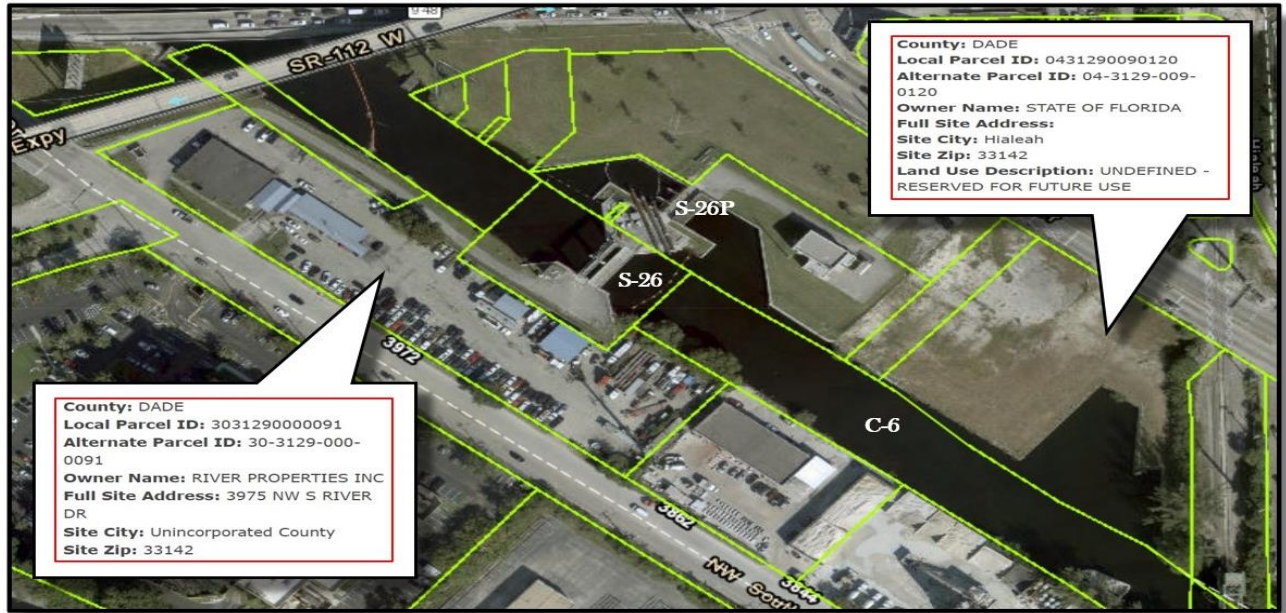 9 48
SR-112 W
Expy
County: DADE
Local Parcel ID: 0431290090120
Alternate Parcel ID: 04-3129-009-
0120
Owner Name: STATE OF FLORIDA
Full Site Address:
Site City: Hialeah
Site Zip: 33142
Land Use Description: UNDEFINED -
RESERVED FOR FUTURE USE
S-26P
S-26
3972
C-6
County: DADE
Local Parcel ID: 3031290000091
Alternate Parcel ID: 30-3129-000-
0091
Owner Name: RIVER PROPERTIES INC
Full Site Address: 3975 NW S RIVER
DR
Site City: Unincorporated County
Site Zip: 33142
3862
3844
NW South